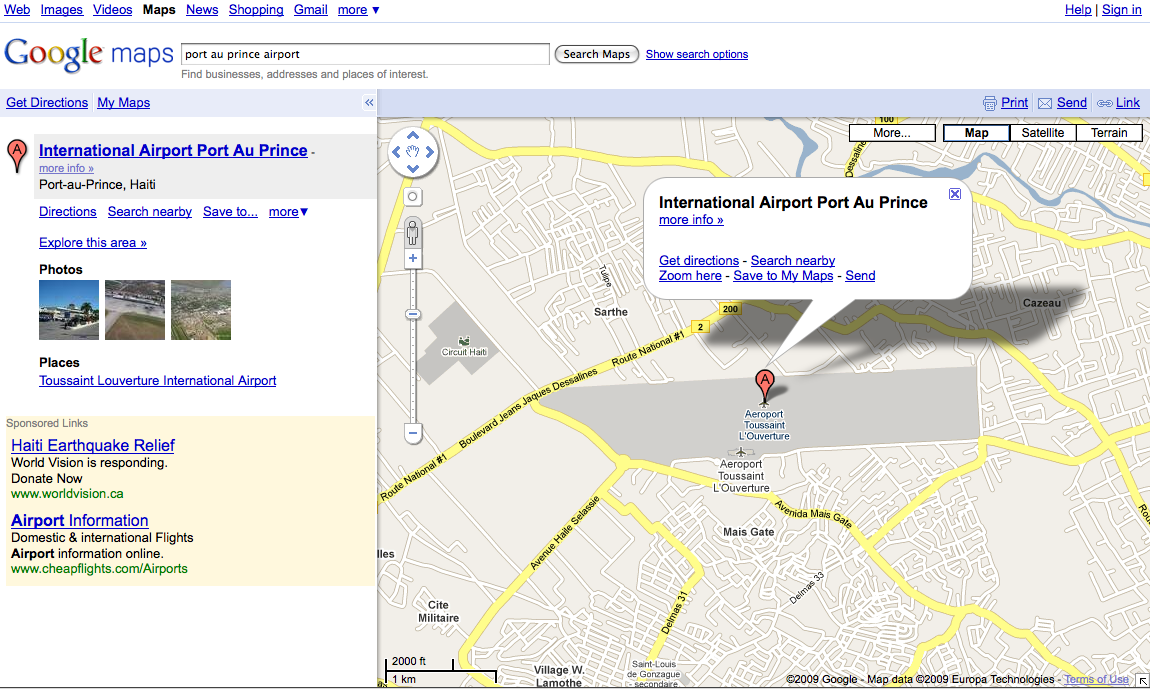 Web Images Videos Maps News Shopping Gmail more ▼
Help | Sign in
Google maps
port au prince airport
Search Maps
Show search options
Find businesses, addresses and places of interest.
Get Directions My Maps
«
Print Send Link
A
International Airport Port Au Prince -
more info »
Port-au-Prince, Haiti
Directions Search nearby Save to... more▼
Explore this area »
Photos
Places
Toussaint Louverture International Airport
Sponsored Links
Haiti Earthquake Relief
World Vision is responding.
Donate Now
www.worldvision.ca
Airport Information
Domestic & international Flights
Airport information online.
www.cheapflights.com/Airports
100
More... Map Satellite Terrain
Dessaline
International Airport Port Au Prince
more info »
Get directions - Search nearby
Zoom here - Save to My Maps - Send
Tulipe
Sarthe
200
2
Cazeau
Circuit Haiti
Route National #1
Boulevard Jeans Jaques Dessalines
Route National #1
A
Aeroport
Toussaint
L'Ouverture
Aeroport
Toussaint
L'Ouverture
Avenida Mais Gate
Mais Gate
Avenue Haile Selassie
Rou
lles
Delmas 33
Delmas 31
Cite
Militaire
2000 ft
1 km
Village W.
Lamothe
Saint-Louis
de Gonzague
secondaire
©2009 Google - Map data ©2009 Europa Technologies - Terms of Use